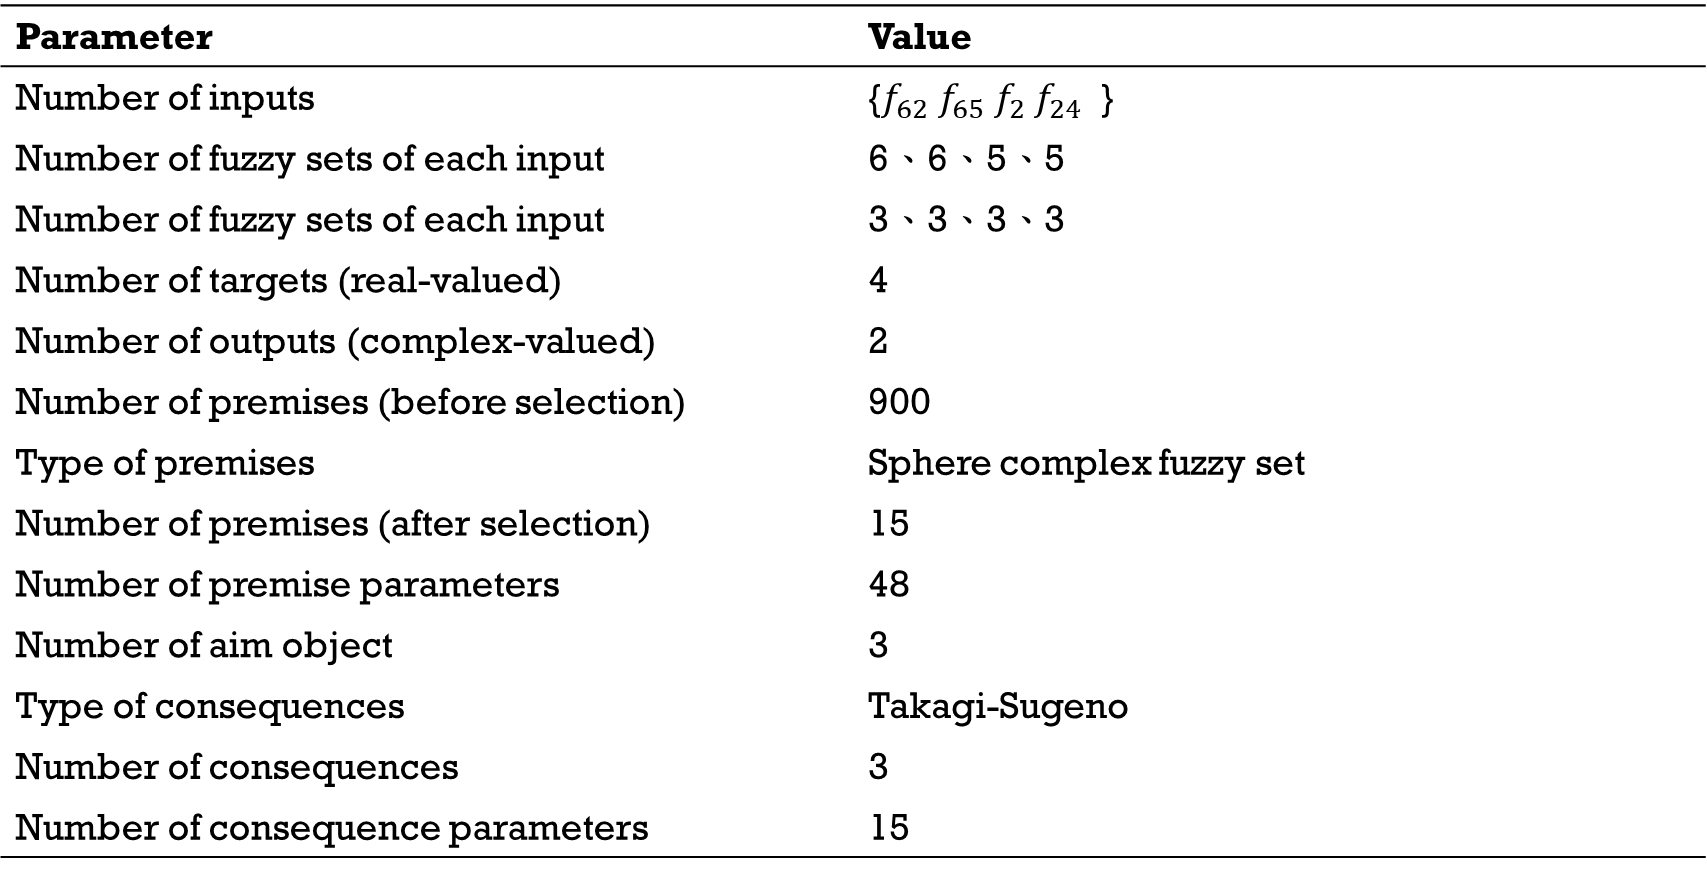 Parameter Value
Number of inputs {f₆₂ f₆₅ f₂ f₂₄ }
Number of fuzzy sets of each input 6、6、5、5
Number of fuzzy sets of each input 3、3、3、3
Number of targets (real-valued) 4
Number of outputs (complex-valued) 2
Number of premises (before selection) 900
Type of premises Sphere complex fuzzy set
Number of premises (after selection) 15
Number of premise parameters 48
Number of aim object 3
Type of consequences Takagi-Sugeno
Number of consequences 3
Number of consequence parameters 15